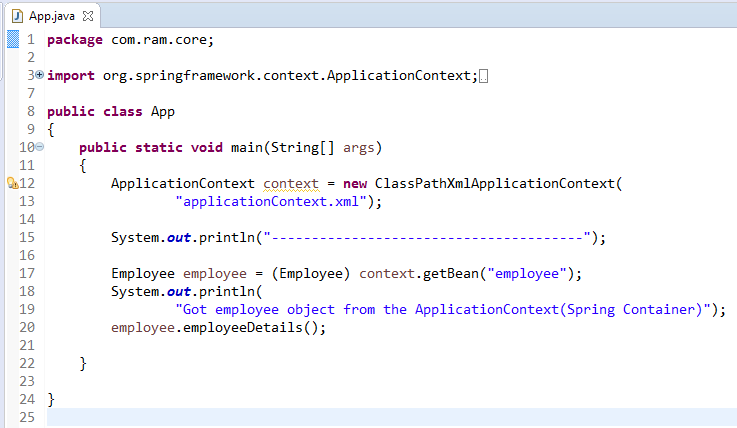 App.java
1 package com.ram.core;
2
3 import org.springframework.context.ApplicationContext;
7
8 public class App
9 {
10 public static void main(String[] args)
11 {
12 ApplicationContext context = new ClassPathXmlApplicationContext(
13 "applicationContext.xml");
14
15 System.out.println("---------------------------------------");
16
17 Employee employee = (Employee) context.getBean("employee");
18 System.out.println(
19 "Got employee object from the ApplicationContext(Spring Container)");
20 employee.employeeDetails();
21
22 }
23
24 }
25